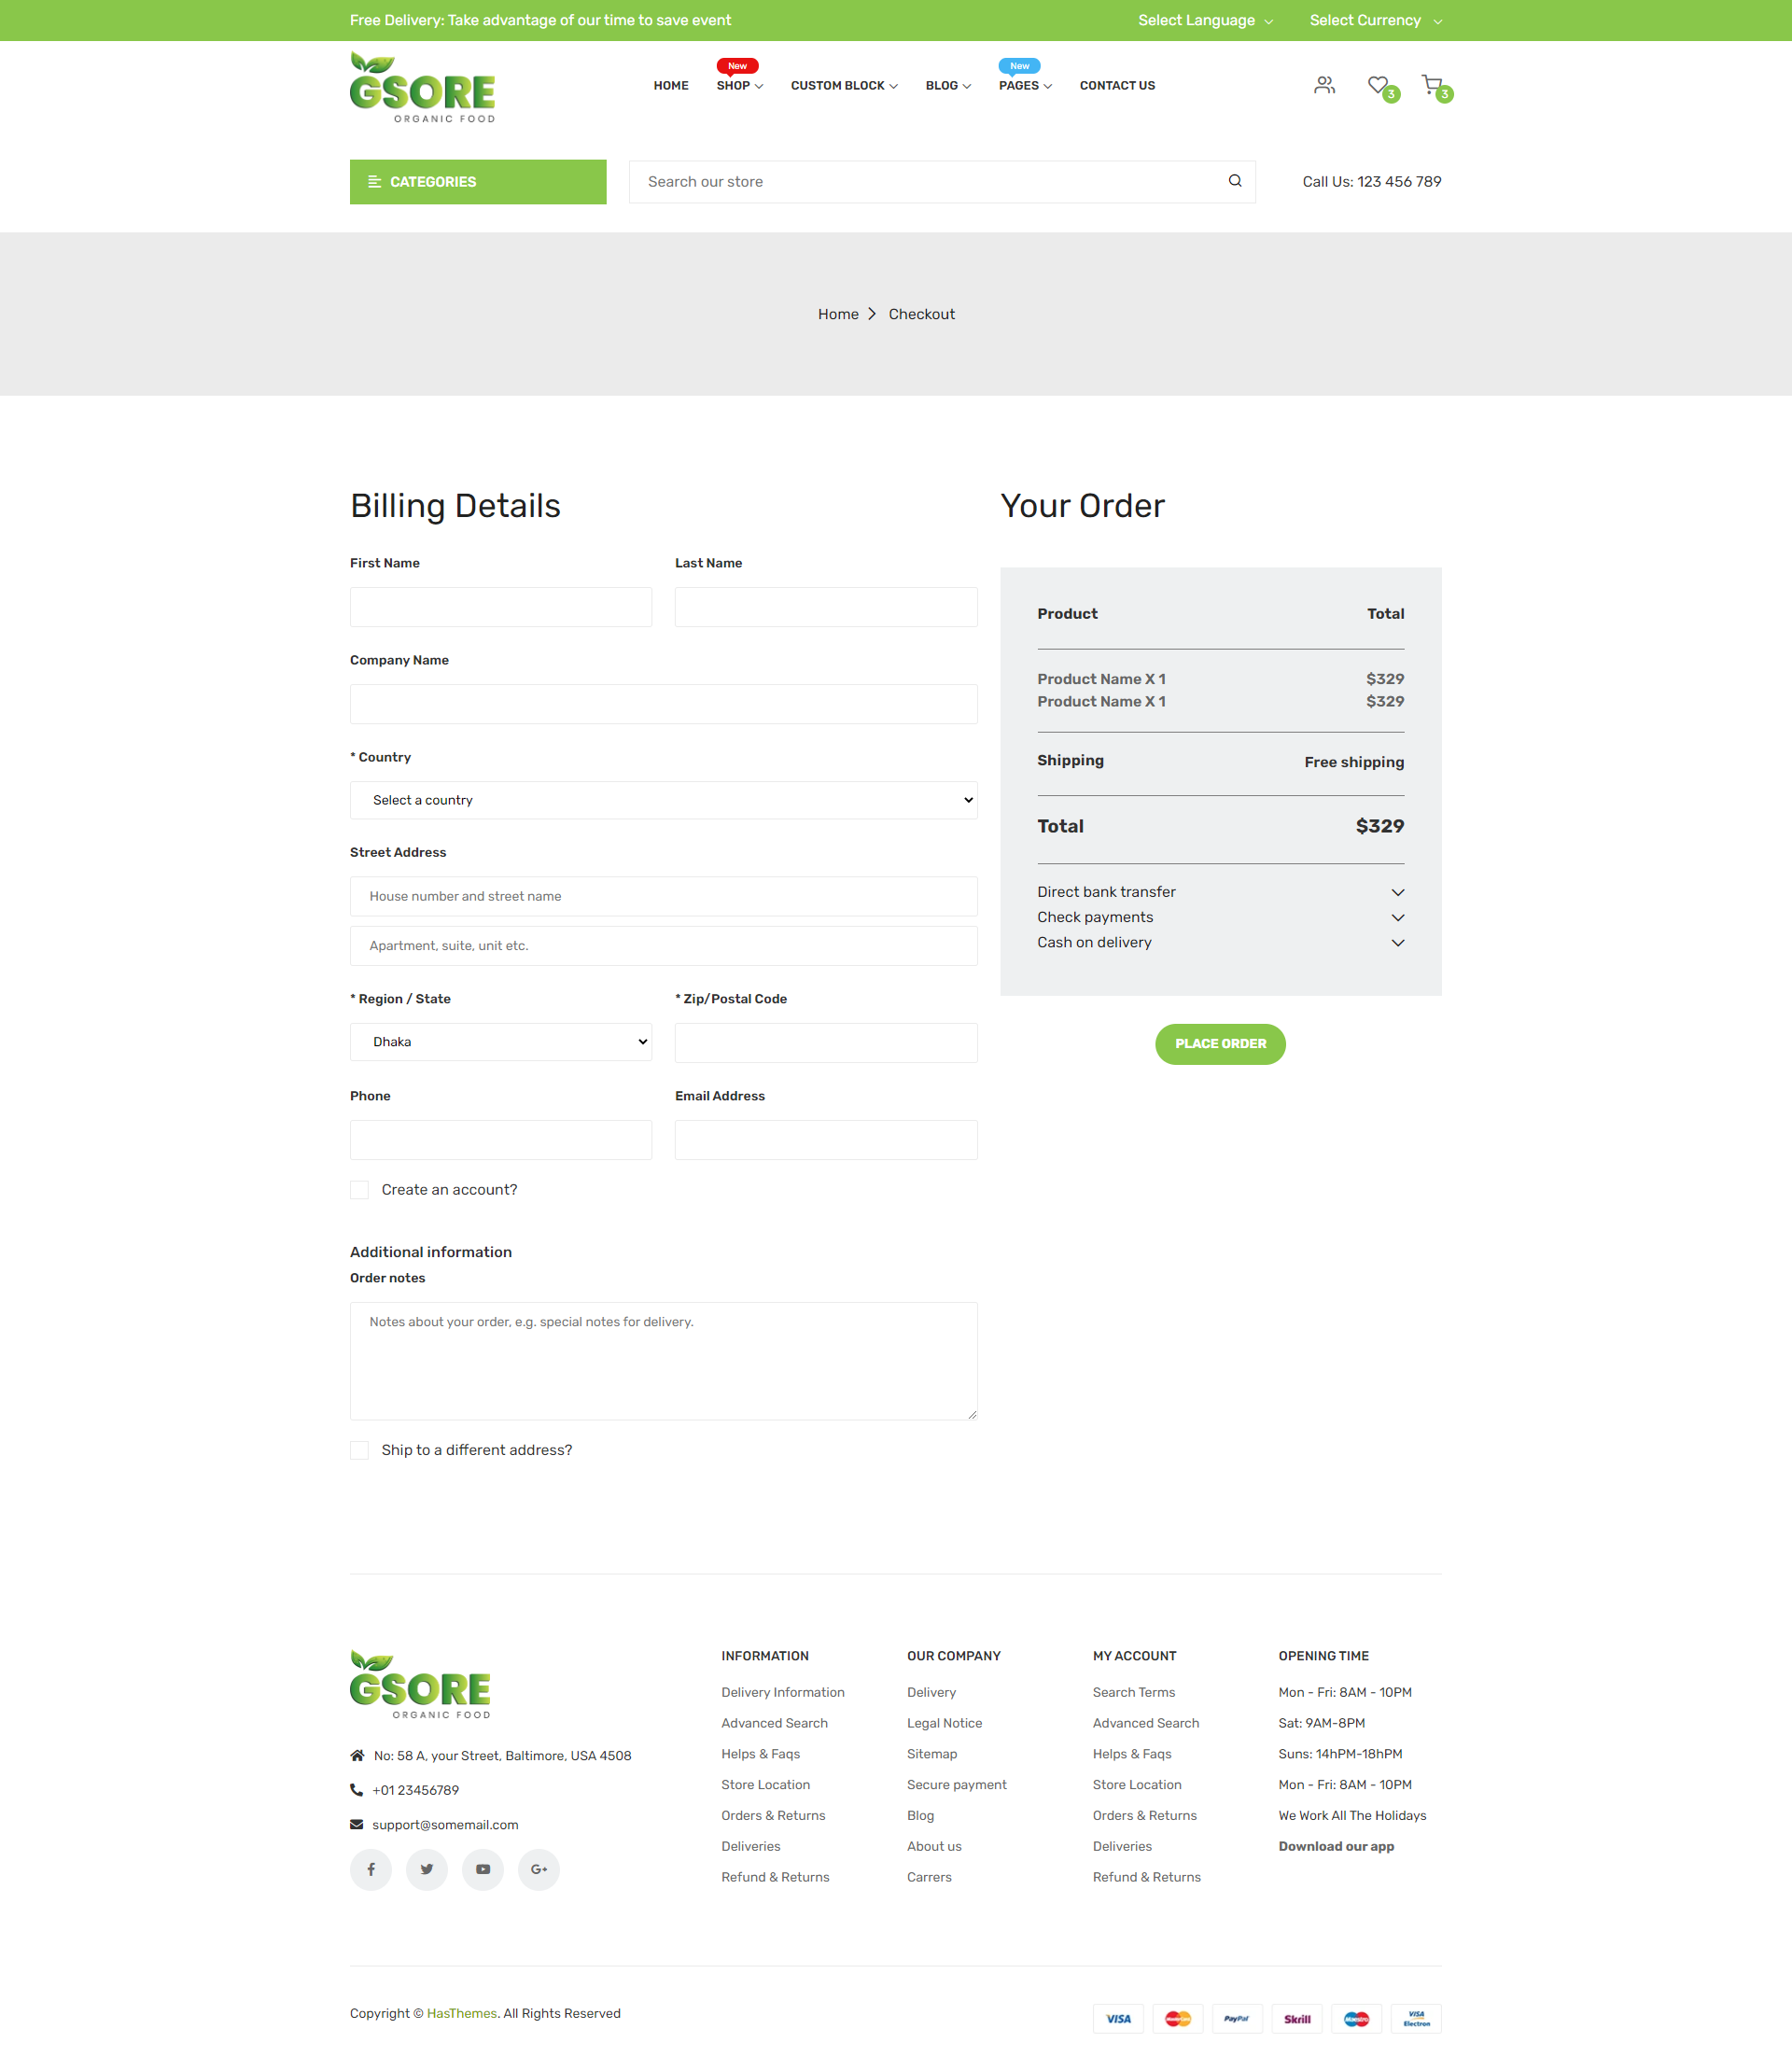 Free Delivery: Take advantage of our time to save event
Select Language
Select Currency
GSORE
ORGANIC FOOD
HOME
New
SHOP
CUSTOM BLOCK
BLOG
New
PAGES
CONTACT US
3
3
CATEGORIES
Search our store
Call Us: 123 456 789
Home
Checkout
Billing Details
First Name
Last Name
Company Name
* Country
Select a country
Street Address
House number and street name
Apartment, suite, unit etc.
* Region / State
* Zip/Postal Code
Dhaka
Phone
Email Address
Create an account?
Additional information
Order notes
Notes about your order, e.g. special notes for delivery.
Ship to a different address?
Your Order
Product Total
Product Name X 1 $329
Product Name X 1 $329
Shipping Free shipping
Total $329
Direct bank transfer
Check payments
Cash on delivery
PLACE ORDER
GSORE
ORGANIC FOOD
No: 58 A, your Street, Baltimore, USA 4508
+01 23456789
support@somemail.com
INFORMATION
Delivery Information
Advanced Search
Helps & Faqs
Store Location
Orders & Returns
Deliveries
Refund & Returns
OUR COMPANY
Delivery
Legal Notice
Sitemap
Secure payment
Blog
About us
Carrers
MY ACCOUNT
Search Terms
Advanced Search
Helps & Faqs
Store Location
Orders & Returns
Deliveries
Refund & Returns
OPENING TIME
Mon - Fri: 8AM - 10PM
Sat: 9AM-8PM
Suns: 14hPM-18hPM
Mon - Fri: 8AM - 10PM
We Work All The Holidays
Download our app
Copyright © HasThemes. All Rights Reserved
VISA
MasterCard
PayPal
Skrill
Maestro
VISA
Electron